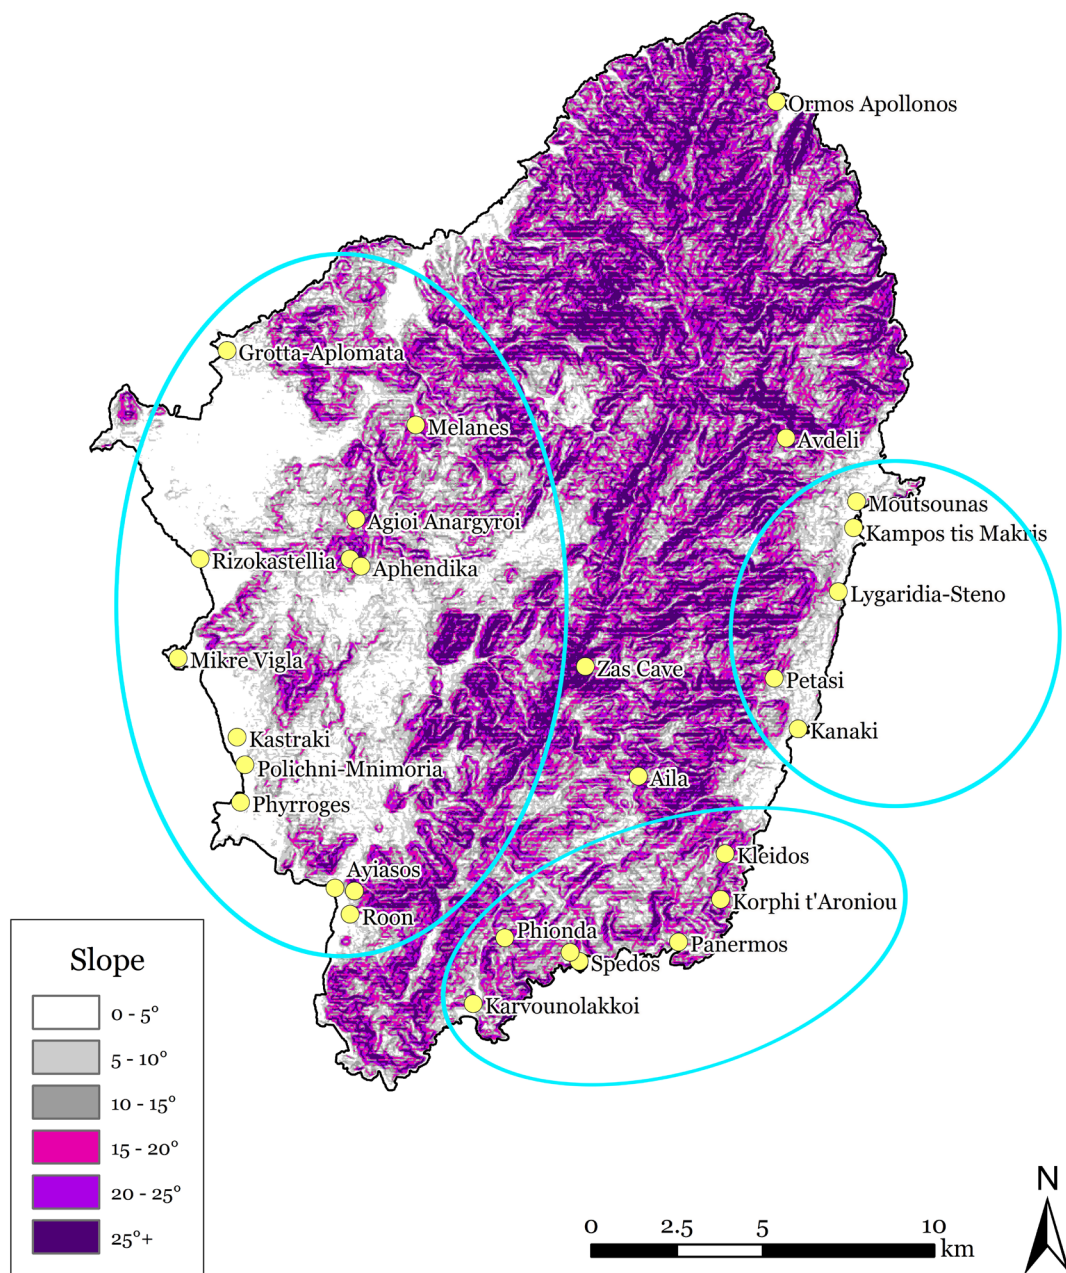 Ormos Apollonos
Grotta-Aplomata
Melanes
Avdeli
Moutsounas
Agioi Anargyroi
Kampos tis Makris
Rizokastellia
Aphendika
Lygaridia-Steno
Mikre Vigla
Zas Cave
Petasi
Kanaki
Kastraki
Polichni-Mnimoria
Aila
Phyrroges
Kleidos
Ayiasos
Korphi t'Aroniou
Roon
Phionda
Panermos
Spedos
Karvounolakkoi
Slope
0 - 5°
5 - 10°
10 - 15°
15 - 20°
20 - 25°
25°+
0 2.5 5 10
km
N